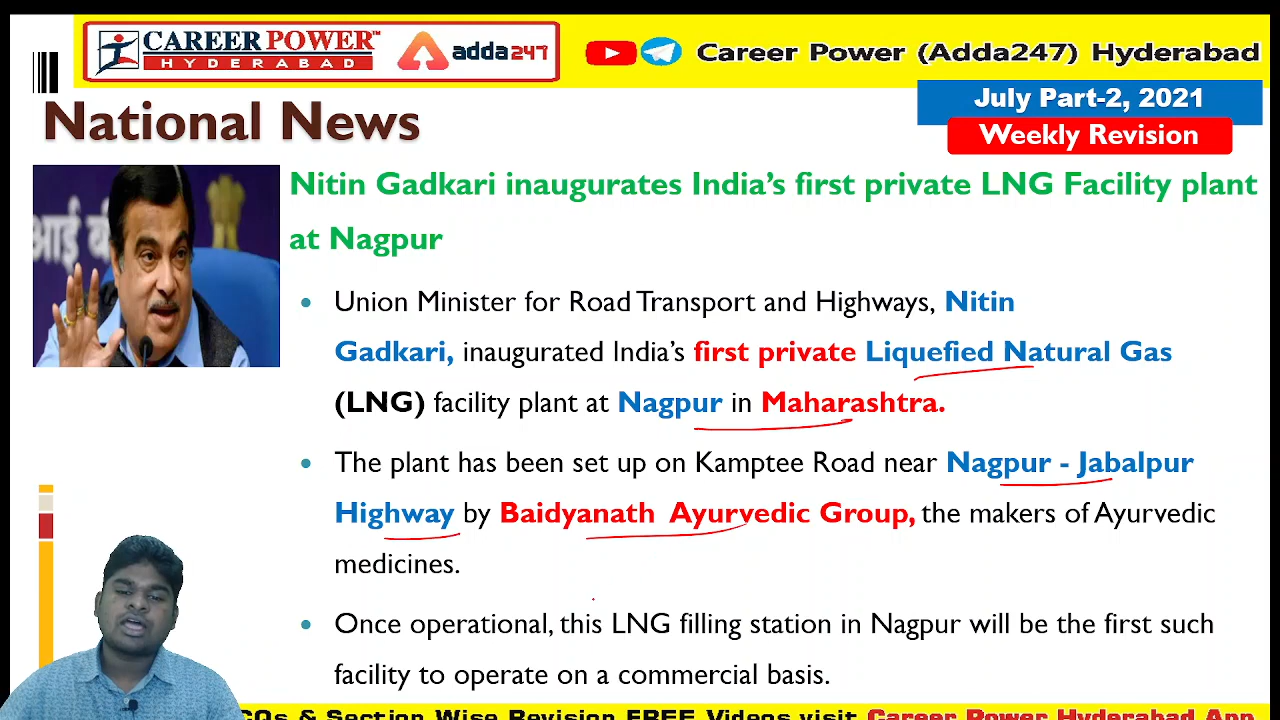 CAREER POWER™
HYDERABAD
adda247
Career Power (Adda247) Hyderabad
National News
July Part-2, 2021
Weekly Revision
Nitin Gadkari inaugurates India's first private LNG Facility plant
at Nagpur
• Union Minister for Road Transport and Highways, Nitin
Gadkari, inaugurated India's first private Liquefied Natural Gas
(LNG) facility plant at Nagpur in Maharashtra.
• The plant has been set up on Kamptee Road near Nagpur - Jabalpur
Highway by Baidyanath Ayurvedic Group, the makers of Ayurvedic
medicines.
• Once operational, this LNG filling station in Nagpur will be the first such
facility to operate on a commercial basis.
& Section Wise Revision FREE Videos visit Career Power Hyderabad App